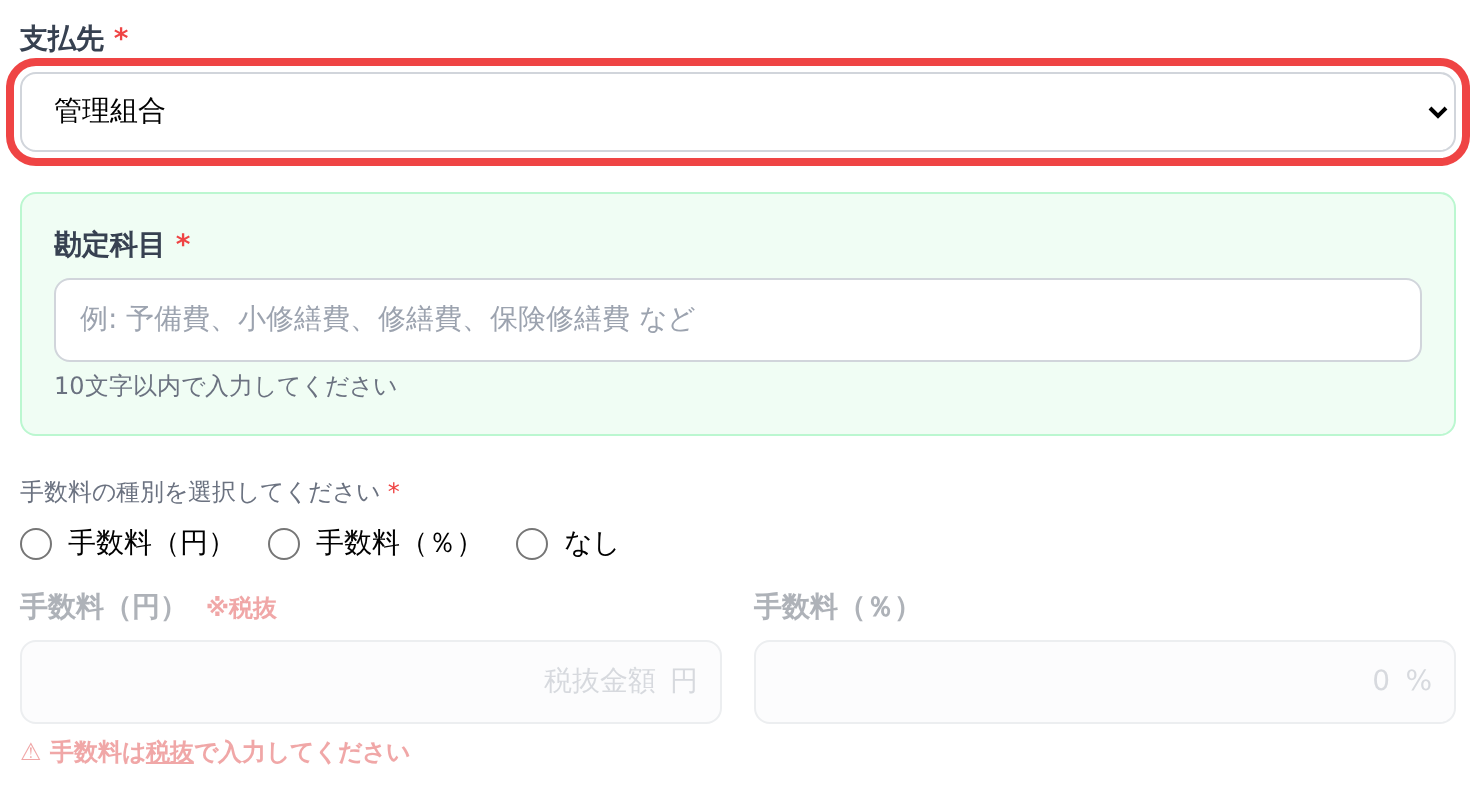 支払先 *
管理組合
勘定科目 *
例: 予備費、小修繕費、修繕費、保険修繕費 など
10文字以内で入力してください
手数料の種別を選択してください *
手数料（円） 手数料（％） なし
手数料（円） ※税抜 手数料（％）
税抜金額 円 0 %
⚠ 手数料は税抜で入力してください